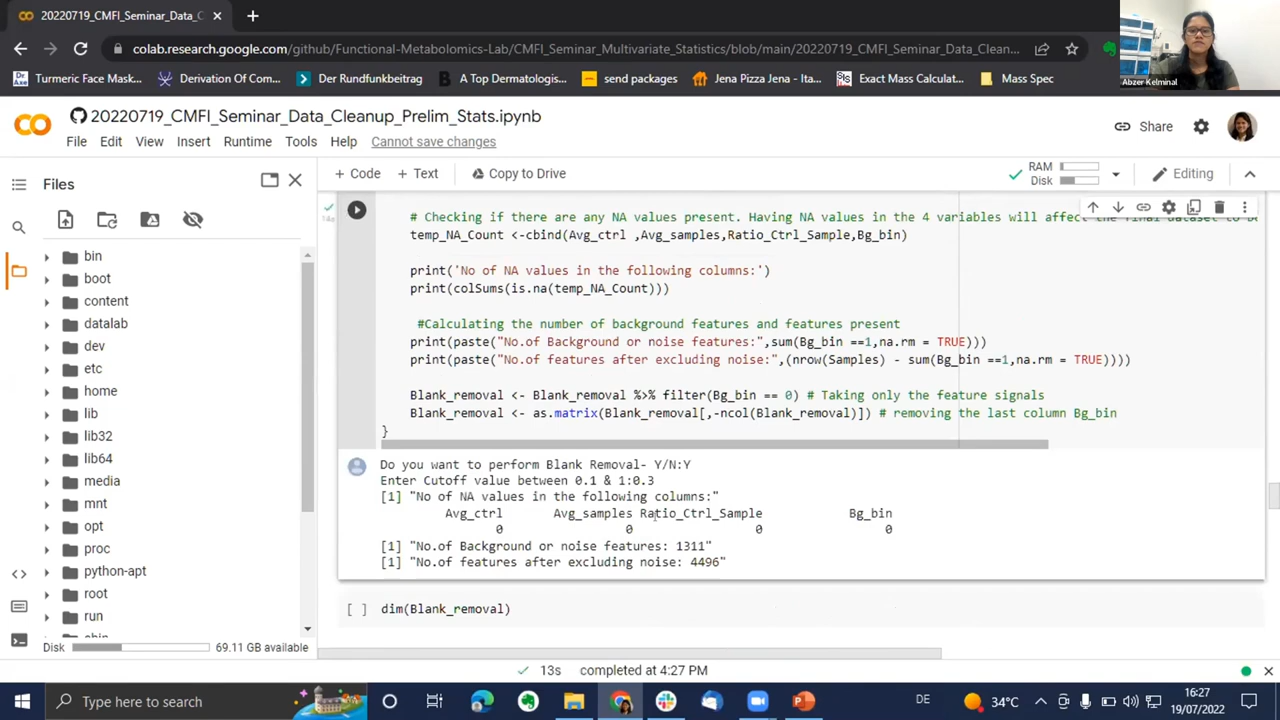 20220719_CMFI_Seminar_Data_Clean
colab.research.google.com/github/Functional-Metabolomics-Lab/CMFI_Seminar_Multivariate_Statistics/blob/main/20220719_CMFI_Seminar_Data_Clean...
Abzer Kelminal
Turmeric Face Mask...
Derivation Of Com...
Der Rundfunkbeitrag
A Top Dermatologis...
send packages
Jena Pizza Jena - Ita...
Exact Mass Calculat...
Mass Spec
CO
20220719_CMFI_Seminar_Data_Cleanup_Prelim_Stats.ipynb
File Edit View Insert Runtime Tools Help Cannot save changes
Share
Files
+ Code + Text Copy to Drive
RAM
Disk
Editing
bin
boot
content
datalab
dev
etc
home
lib
lib32
lib64
media
mnt
opt
proc
python-apt
root
run
Disk 69.11 GB available
14s
# Checking if there are any NA values present. Having NA values in the 4 variables will affect the final dataset to be
temp_NA_Count <-cbind(Avg_ctrl ,Avg_samples,Ratio_Ctrl_Sample,Bg_bin)
print('No of NA values in the following columns:')
print(colSums(is.na(temp_NA_Count)))
#Calculating the number of background features and features present
print(paste("No.of Background or noise features:",sum(Bg_bin ==1,na.rm = TRUE)))
print(paste("No.of features after excluding noise:",(nrow(Samples) - sum(Bg_bin ==1,na.rm = TRUE))))
Blank_removal <- Blank_removal %>% filter(Bg_bin == 0) # Taking only the feature signals
Blank_removal <- as.matrix(Blank_removal[,-ncol(Blank_removal)]) # removing the last column Bg_bin
}
Do you want to perform Blank Removal- Y/N:Y
Enter Cutoff value between 0.1 & 1:0.3
[1] "No of NA values in the following columns:"
Avg_ctrl Avg_samples Ratio_Ctrl_Sample Bg_bin
0 0 0 0
[1] "No.of Background or noise features: 1311"
[1] "No.of features after excluding noise: 4496"
[ ] dim(Blank_removal)
13s completed at 4:27 PM
Type here to search
DE
34°C
16:27
19/07/2022